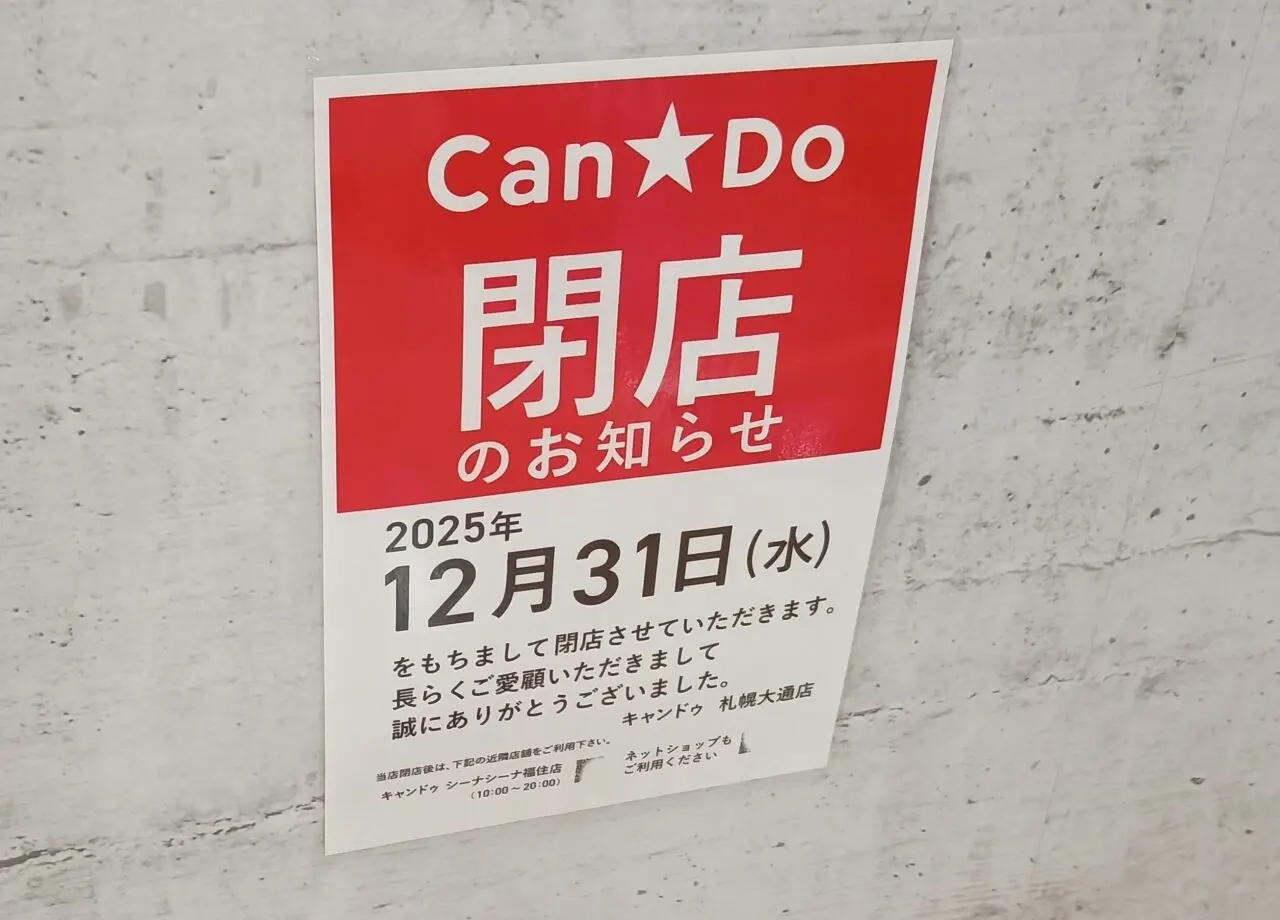 Can★Do
閉店
のお知らせ
2025年
12月31日(水)
をもちまして閉店させていただきます。
長らくご愛顧いただきまして
誠にありがとうございました。
キャンドゥ 札幌大通店
当店閉店後は、下記の近隣店舗をご利用下さい。
キャンドゥ シーナシーナ福住店
(10:00～20:00)
ネットショップも
ご利用ください